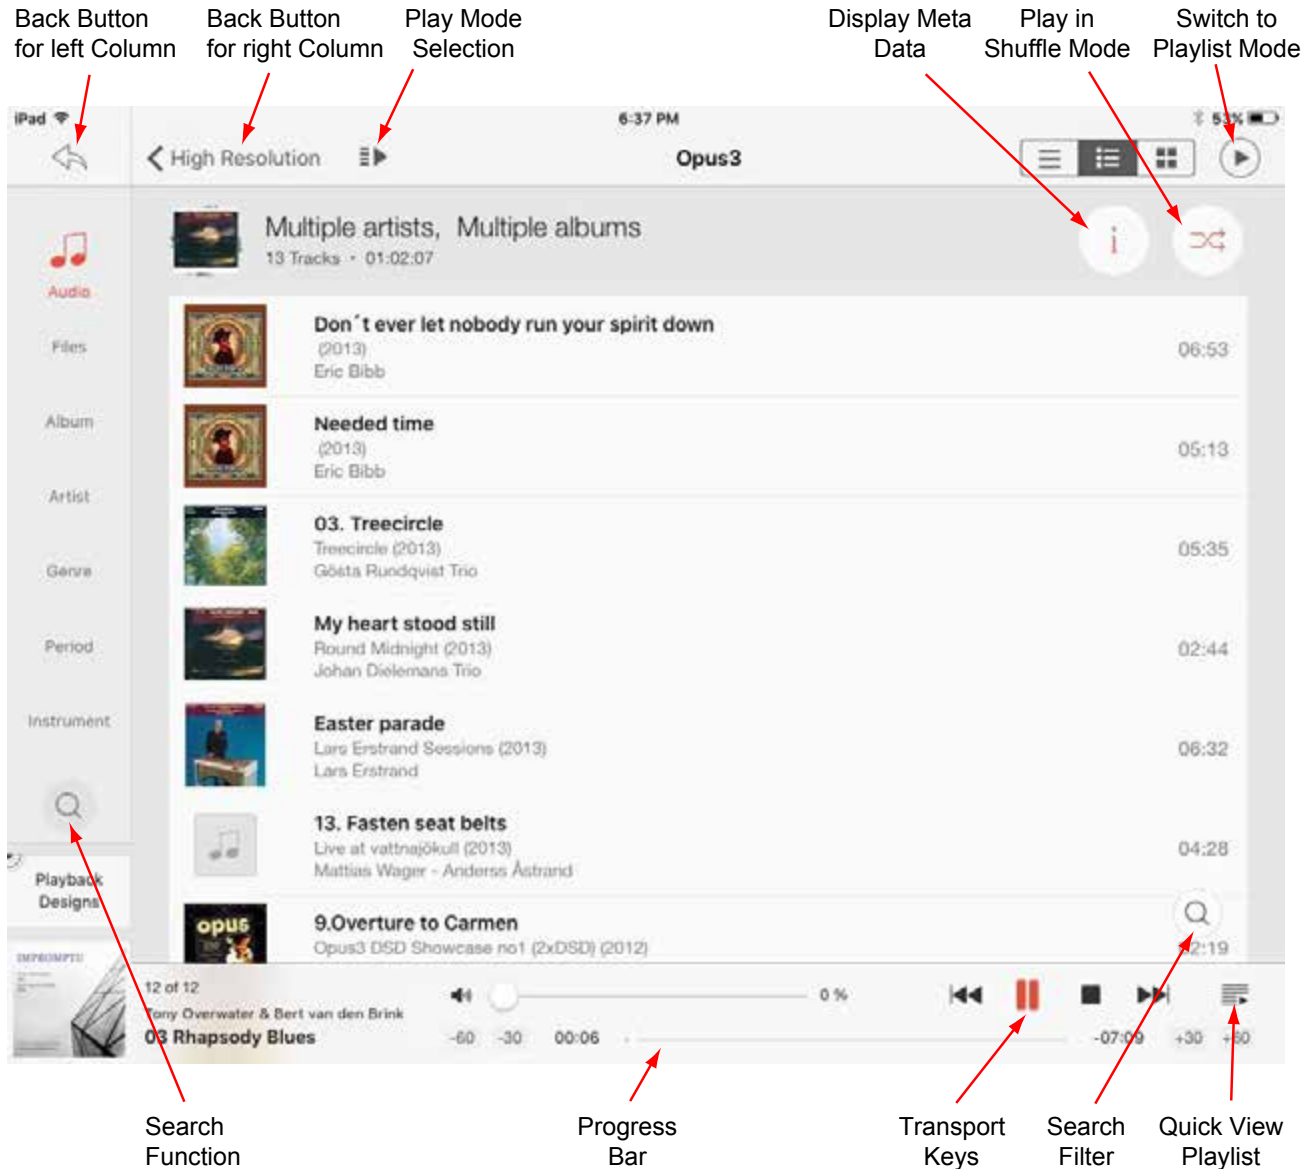 Back Button
for left Column
Back Button
for right Column
Play Mode
Selection
Display Meta
Data
Play in
Shuffle Mode
Switch to
Playlist Mode
iPad
6:37 PM
53%
High Resolution
Opus3
Multiple artists, Multiple albums
13 Tracks · 01:02:07
Audio
Files
Album
Artist
Genre
Period
Instrument
Playback
Designs
Don´t ever let nobody run your spirit down
(2013)
Eric Bibb
06:53
Needed time
(2013)
Eric Bibb
05:13
03. Treecircle
Treecircle (2013)
Gösta Rundqvist Trio
05:35
My heart stood still
Round Midnight (2013)
Johan Dielemans Trio
02:44
Easter parade
Lars Erstrand Sessions (2013)
Lars Erstrand
06:32
13. Fasten seat belts
Live at vattnajökull (2013)
Mattias Wager - Anderss Åstrand
04:28
opus
9.Overture to Carmen
Opus3 DSD Showcase no1 (2xDSD) (2012)
02:19
IMPROMPTU
12 of 12
Tony Overwater & Bert van den Brink
03 Rhapsody Blues
0 %
-60 -30 00:06
-07:09 +30 +60
Search
Function
Progress
Bar
Transport
Keys
Search
Filter
Quick View
Playlist